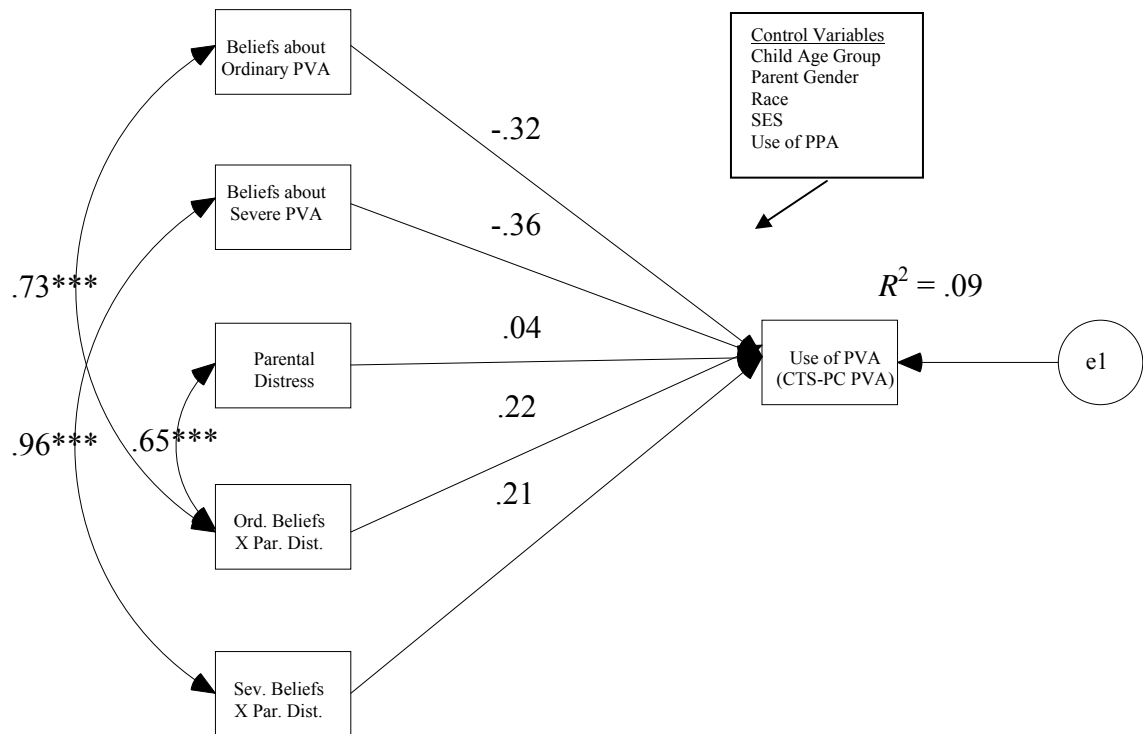 Beliefs about
Ordinary PVA
Control Variables
Child Age Group
Parent Gender
Race
SES
Use of PPA
-.32
Beliefs about
Severe PVA
-.36
.73***
R² = .09
.04
Parental
Distress
Use of PVA
(CTS-PC PVA)
e1
.22
.96***
.65***
.21
Ord. Beliefs
X Par. Dist.
Sev. Beliefs
X Par. Dist.